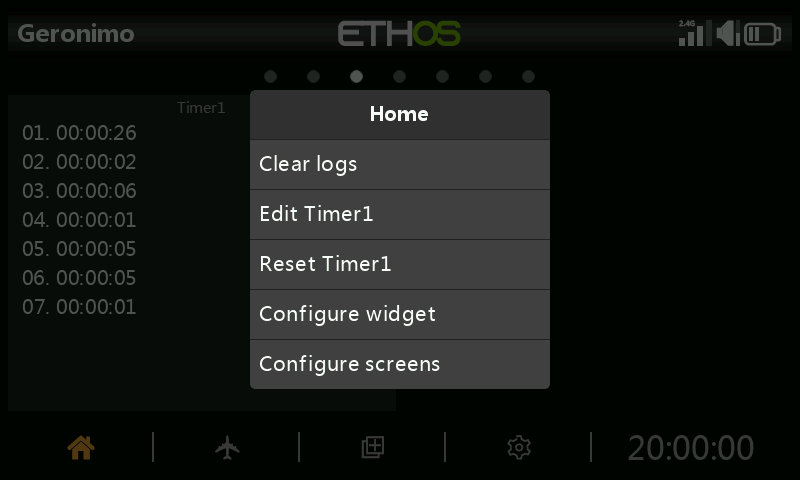 Geronimo
ETHOS
2.4G
Timer1
01. 00:00:26
02. 00:00:02
03. 00:00:06
04. 00:00:01
05. 00:00:05
06. 00:00:05
07. 00:00:01
Home
Clear logs
Edit Timer1
Reset Timer1
Configure widget
Configure screens
20:00:00